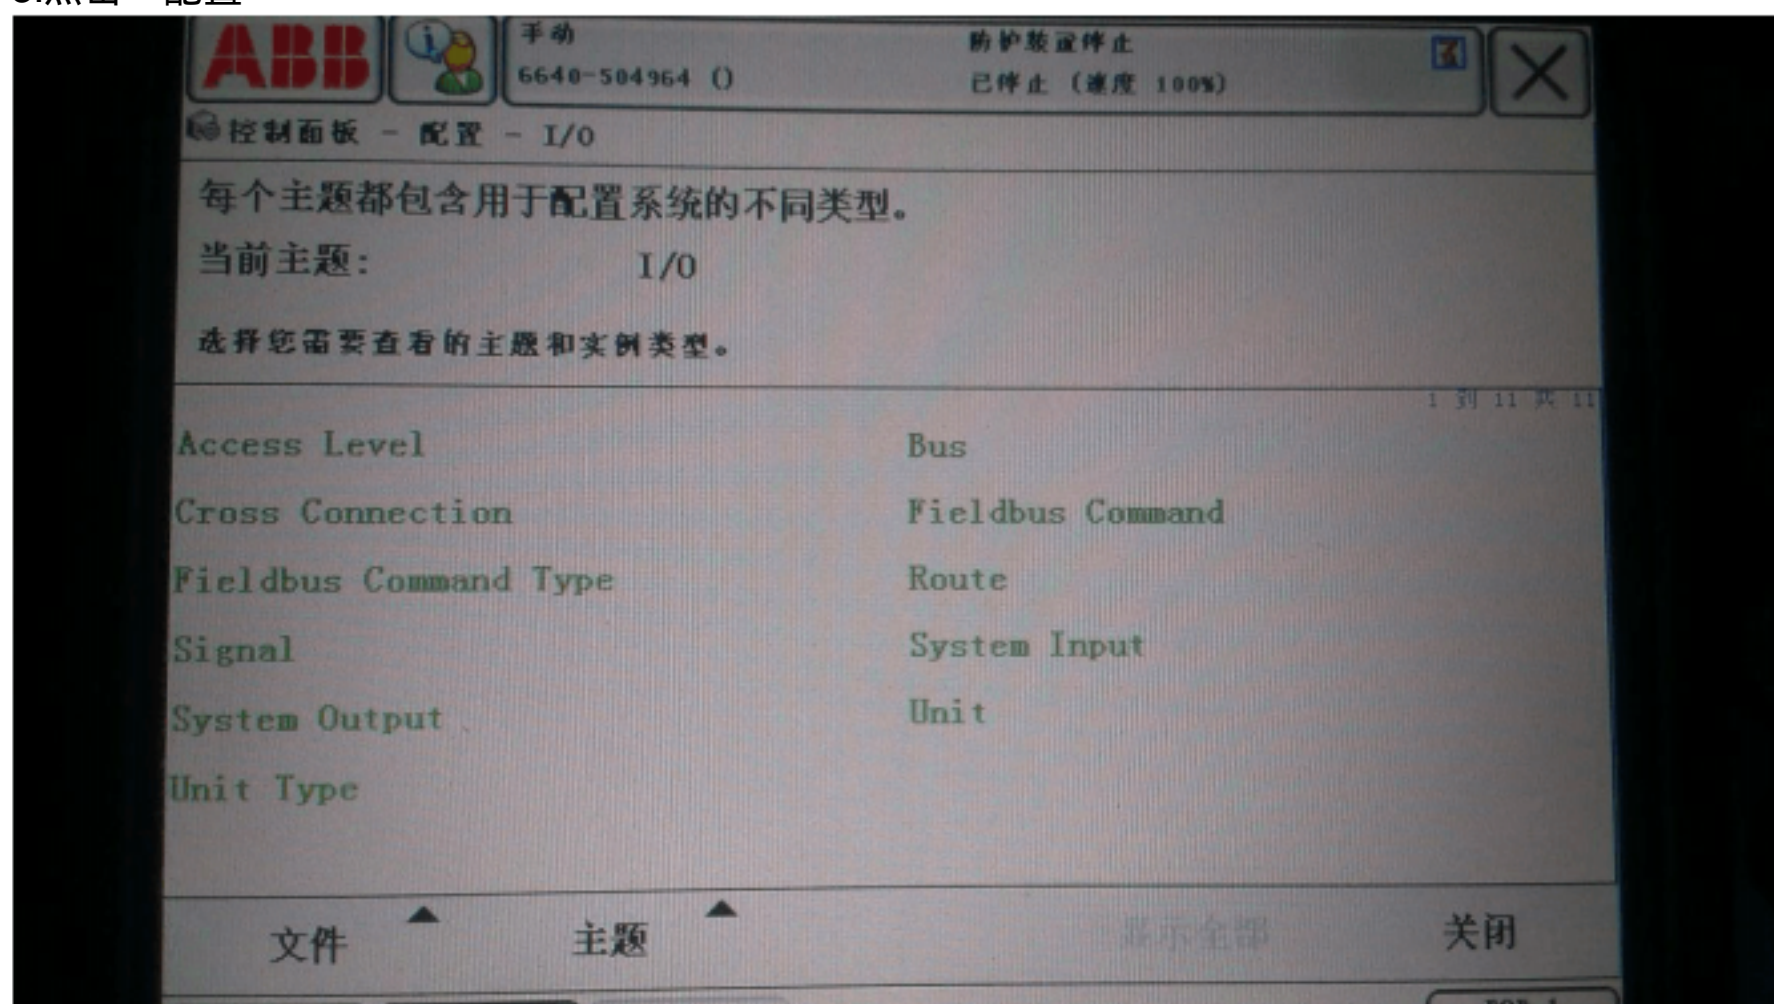 ABB
手动
防护装置停止
6640-504964 ()
已停止 (速度 100%)
控制面板 - 配置 - I/O
每个主题都包含用于配置系统的不同类型。
当前主题: I/O
选择您需要查看的主题和实例类型。
1 到 11 共 11
Access Level Bus
Cross Connection Fieldbus Command
Fieldbus Command Type Route
Signal System Input
System Output Unit
Unit Type
文件 主题 显示全部 关闭